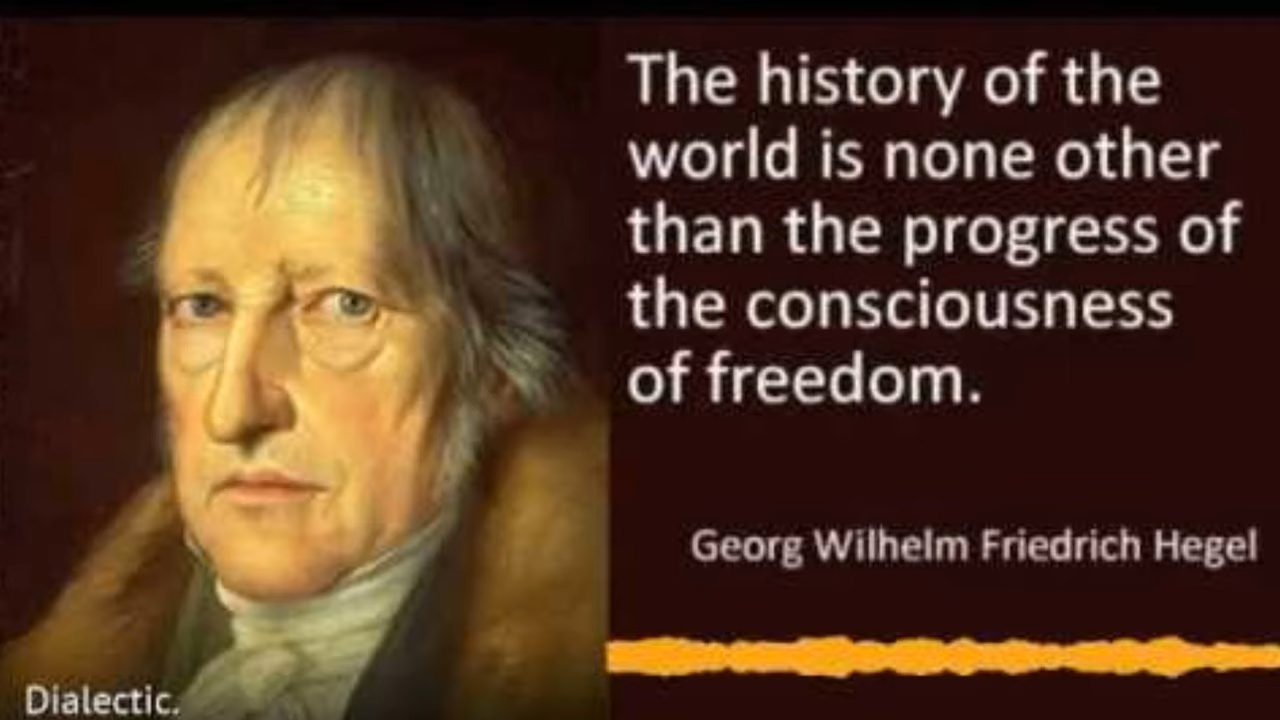 The history of the
world is none other
than the progress of
the consciousness
of freedom.
Georg Wilhelm Friedrich Hegel
Dialectic.